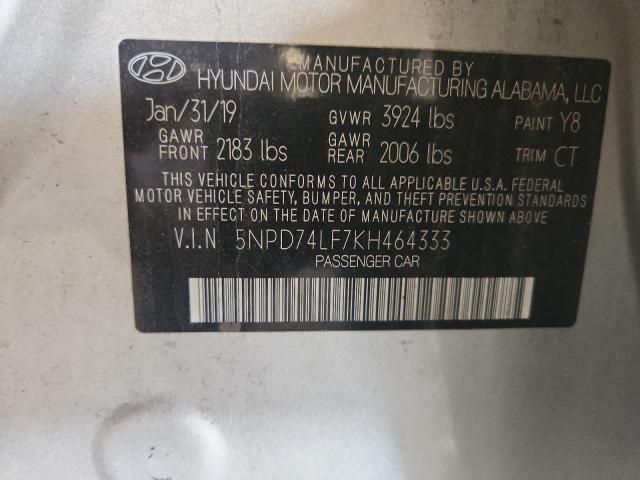 MANUFACTURED BY
HYUNDAI MOTOR MANUFACTURING ALABAMA, LLC
Jan/31/19 GVWR 3924 lbs PAINT Y8
GAWR FRONT 2183 lbs GAWR REAR 2006 lbs TRIM CT
THIS VEHICLE CONFORMS TO ALL APPLICABLE U.S.A. FEDERAL
MOTOR VEHICLE SAFETY, BUMPER, AND THEFT PREVENTION STANDARDS
IN EFFECT ON THE DATE OF MANUFACTURE SHOWN ABOVE
V.I.N 5NPD74LF7KH464333
PASSENGER CAR